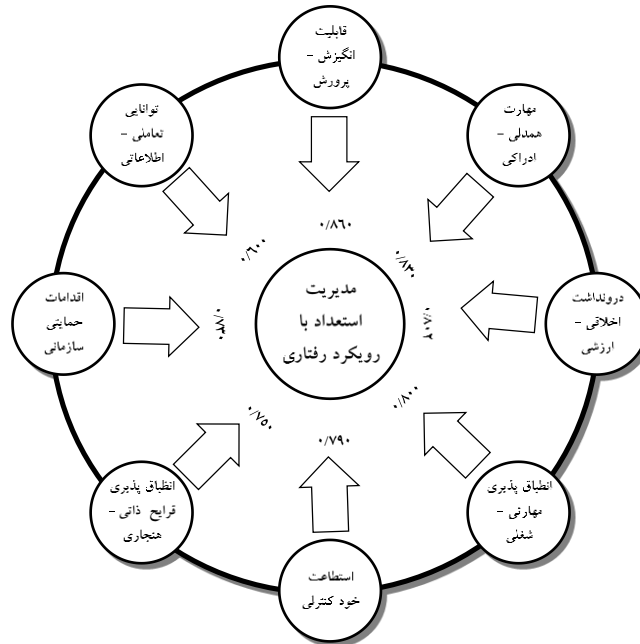 قابلیت
انگیزش -
پرورش
مهارت
همدلی -
ادراکی
درونداشت
اخلاقی -
ارزشی
انطباق پذیری
مهارتی -
شغلی
استطاعت
خود کنترلی
انطباق پذیری
قرایح ذاتی -
هنجاری
اقدامات
حمایتی
سازمانی
توانایی
تعاملی -
اطلاعاتی
۰/۸۶۰
۰/۸۳۰
۰/۸۰۲
۰/۷۰۰
۰/۷۹۰
۰/۷۵۰
۰/۷۳۰
۰/۶۰۰
مدیریت
استعداد با
رویکرد رفتاری